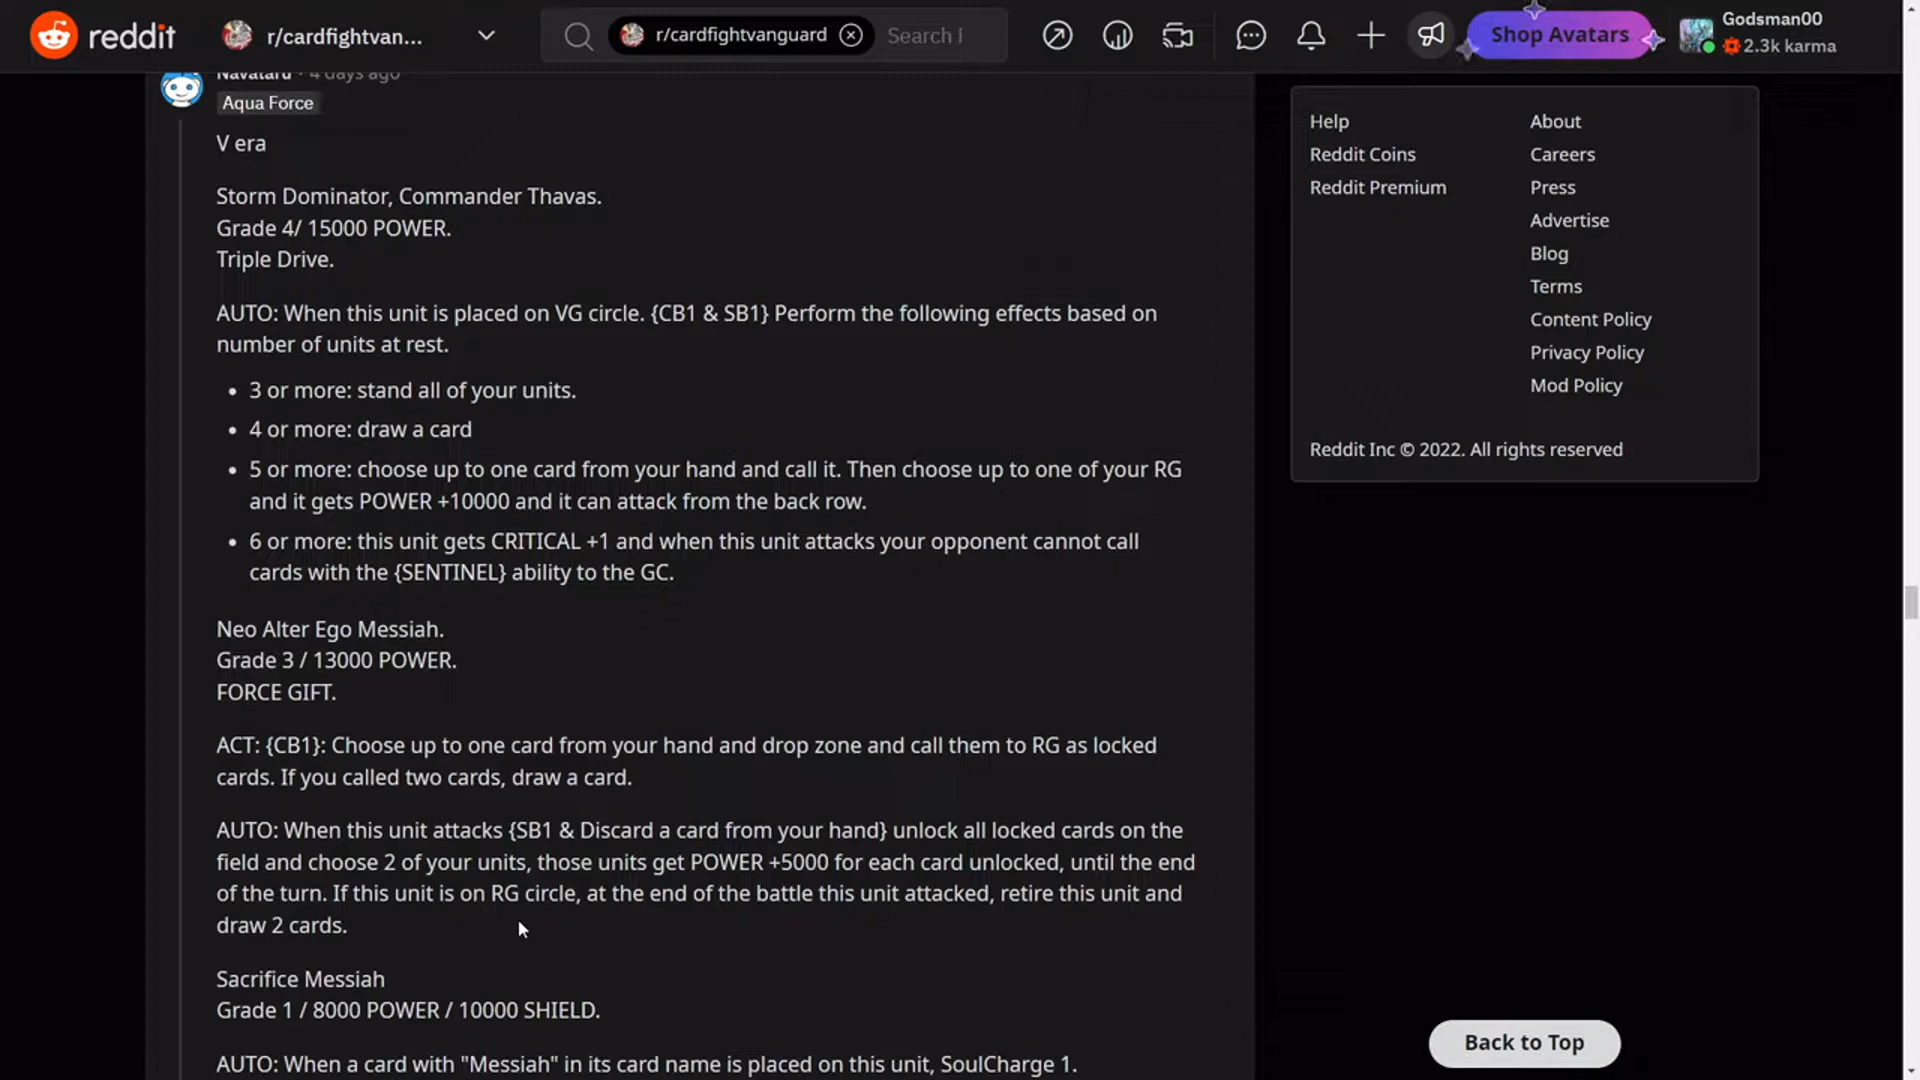 reddit
r/cardfightvan...
r/cardfightvanguard
Search
Shop Avatars
Godsman00
2.3k karma
Navataru · 4 days ago
Aqua Force
V era
Storm Dominator, Commander Thavas.
Grade 4/ 15000 POWER.
Triple Drive.
AUTO: When this unit is placed on VG circle. {CB1 & SB1} Perform the following effects based on
number of units at rest.
• 3 or more: stand all of your units.
• 4 or more: draw a card
• 5 or more: choose up to one card from your hand and call it. Then choose up to one of your RG
and it gets POWER +10000 and it can attack from the back row.
• 6 or more: this unit gets CRITICAL +1 and when this unit attacks your opponent cannot call
cards with the {SENTINEL} ability to the GC.
Neo Alter Ego Messiah.
Grade 3 / 13000 POWER.
FORCE GIFT.
ACT: {CB1}: Choose up to one card from your hand and drop zone and call them to RG as locked
cards. If you called two cards, draw a card.
AUTO: When this unit attacks {SB1 & Discard a card from your hand} unlock all locked cards on the
field and choose 2 of your units, those units get POWER +5000 for each card unlocked, until the end
of the turn. If this unit is on RG circle, at the end of the battle this unit attacked, retire this unit and
draw 2 cards.
Sacrifice Messiah
Grade 1 / 8000 POWER / 10000 SHIELD.
AUTO: When a card with "Messiah" in its card name is placed on this unit, SoulCharge 1.
Help
Reddit Coins
Reddit Premium
About
Careers
Press
Advertise
Blog
Terms
Content Policy
Privacy Policy
Mod Policy
Reddit Inc © 2022. All rights reserved
Back to Top